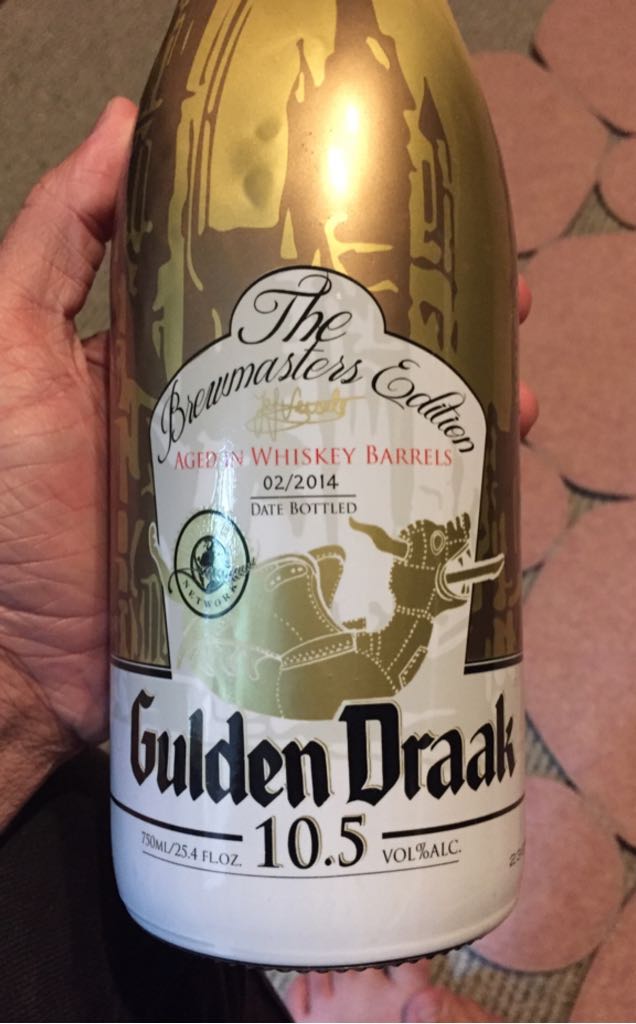 The
Brewmasters Edition
AGED IN WHISKEY BARRELS
02/2014
DATE BOTTLED
NETWORK
Gulden Draak
750ML/25.4 FL.OZ. 10.5 VOL%ALC.